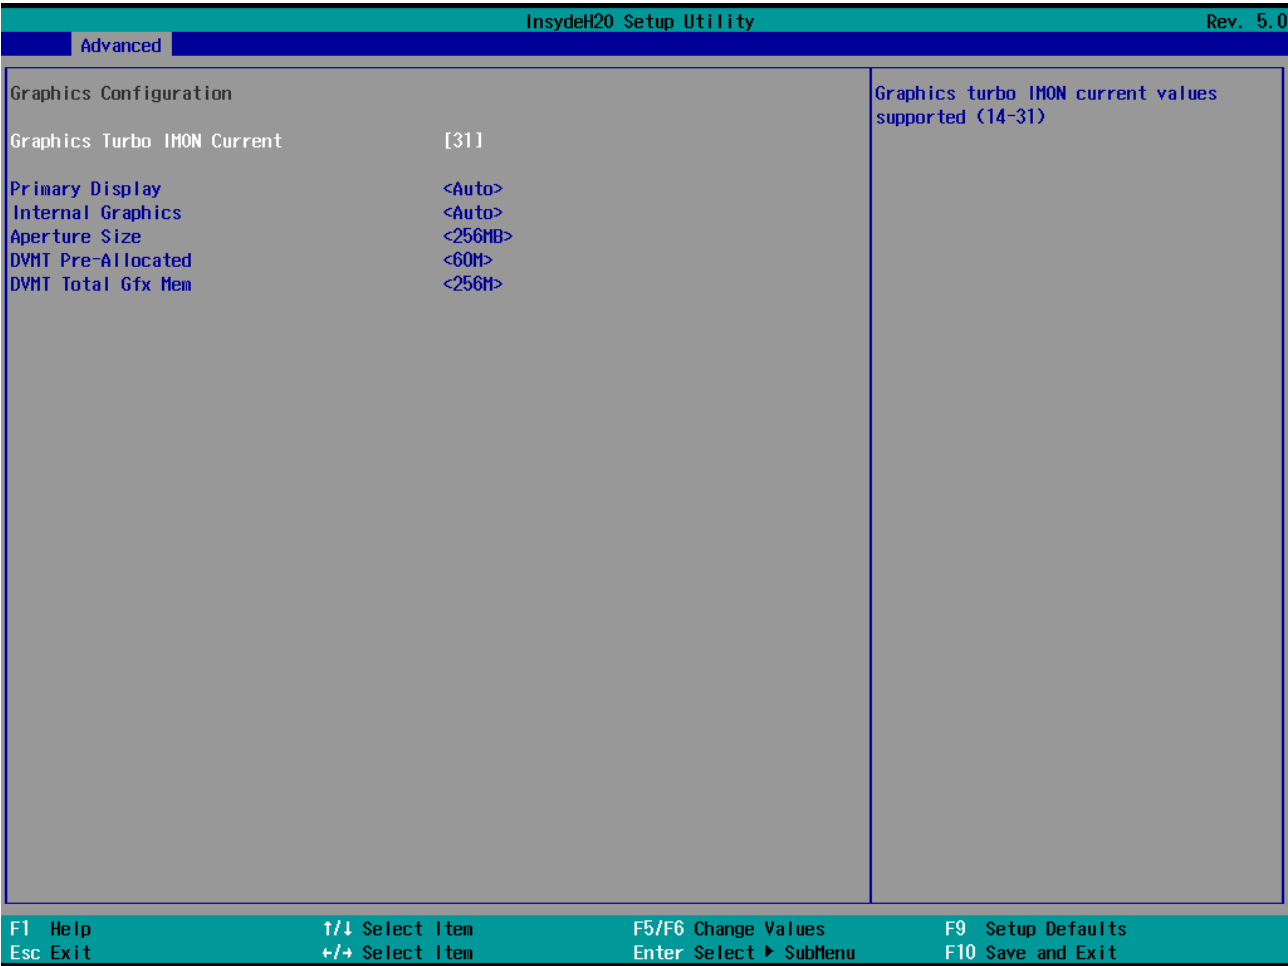 InsydeH20 Setup Utility Rev. 5.0
Advanced
Graphics Configuration
Graphics Turbo IMON Current [31]
Primary Display <Auto>
Internal Graphics <Auto>
Aperture Size <256MB>
DVMT Pre-Allocated <60M>
DVMT Total Gfx Mem <256M>
Graphics turbo IMON current values
supported (14-31)
F1 Help ↑/↓ Select Item F5/F6 Change Values F9 Setup Defaults
Esc Exit ←/→ Select Item Enter Select ▶ SubMenu F10 Save and Exit